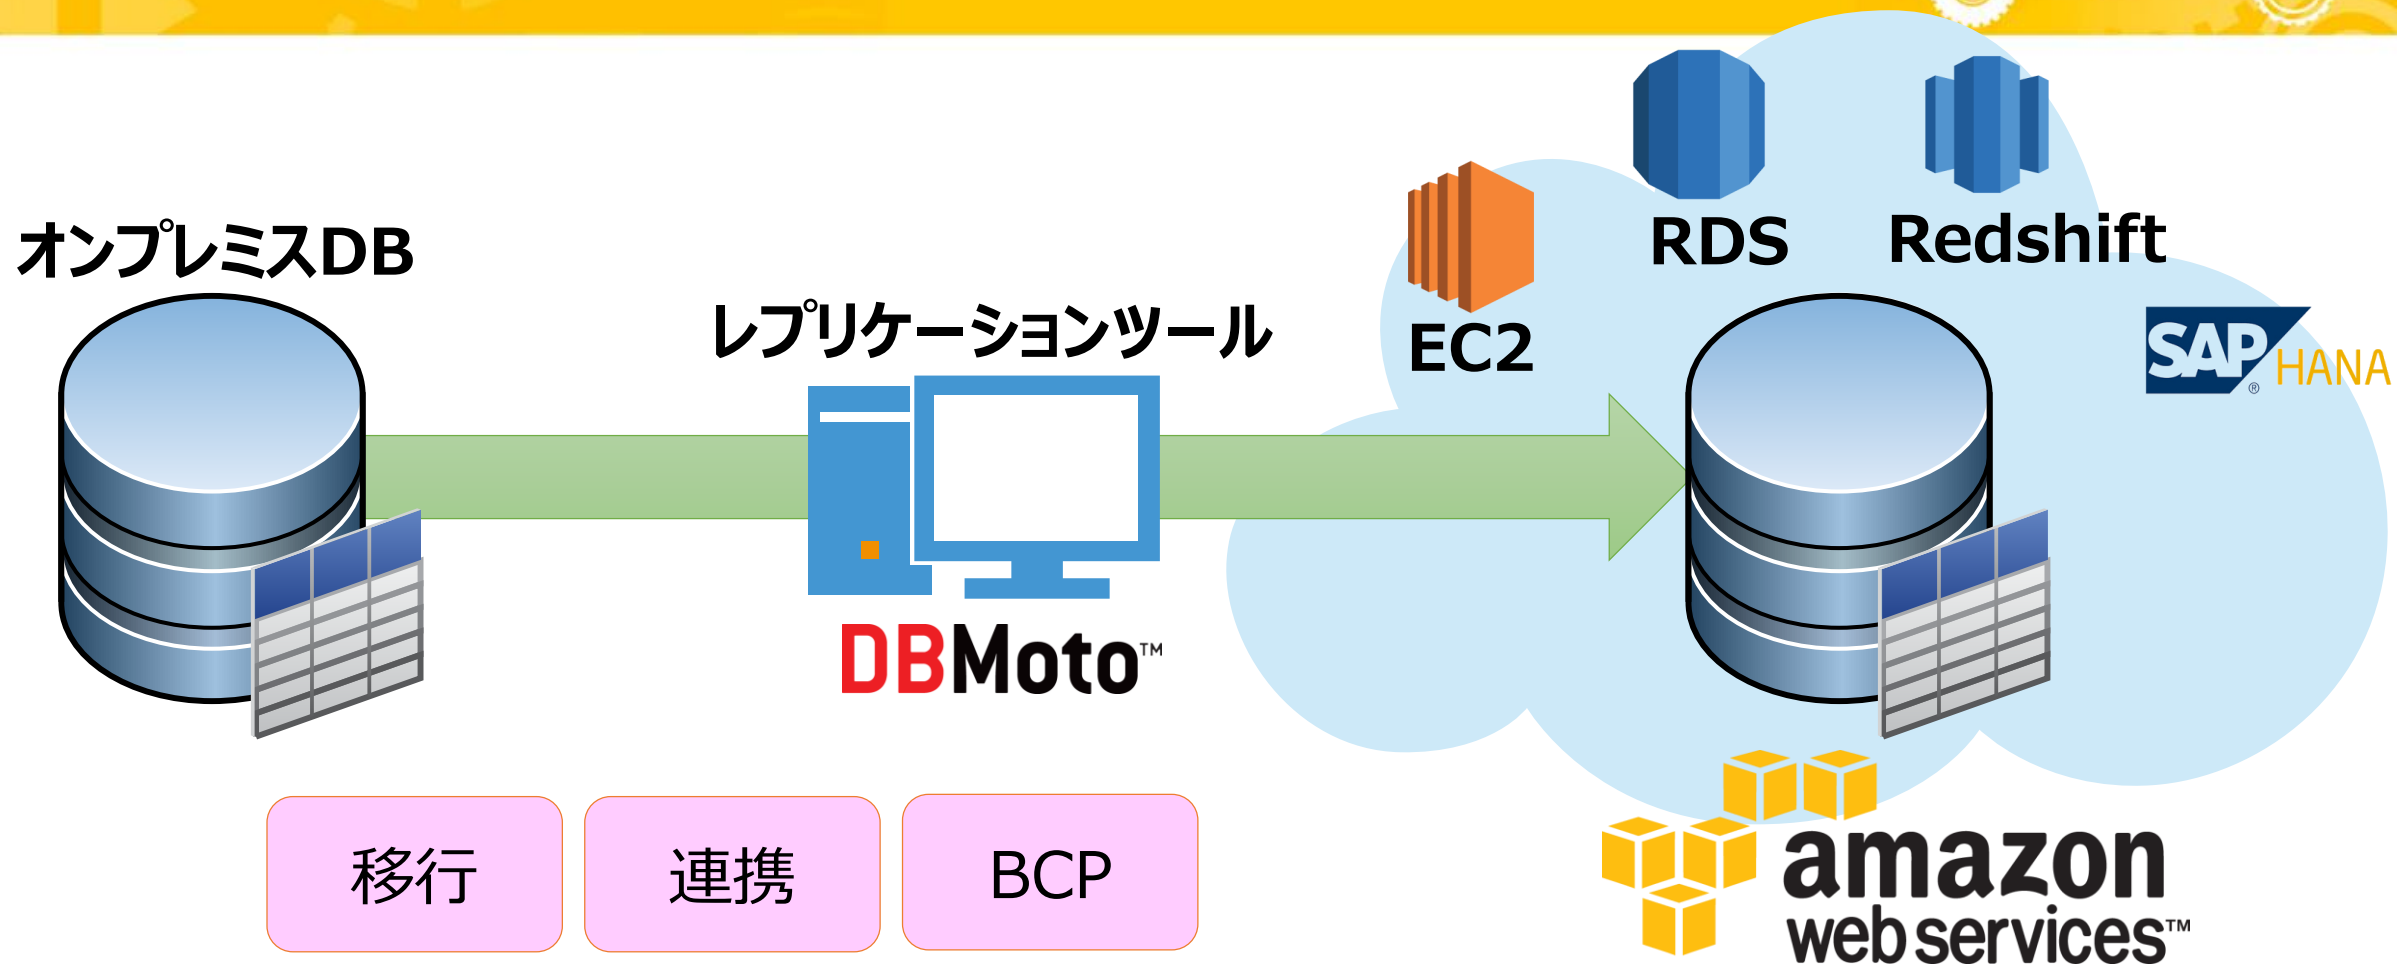 オンプレミスDB
レプリケーションツール
DBMoto™
EC2
RDS
Redshift
SAP®
HANA
移行
連携
BCP
amazon
web services™